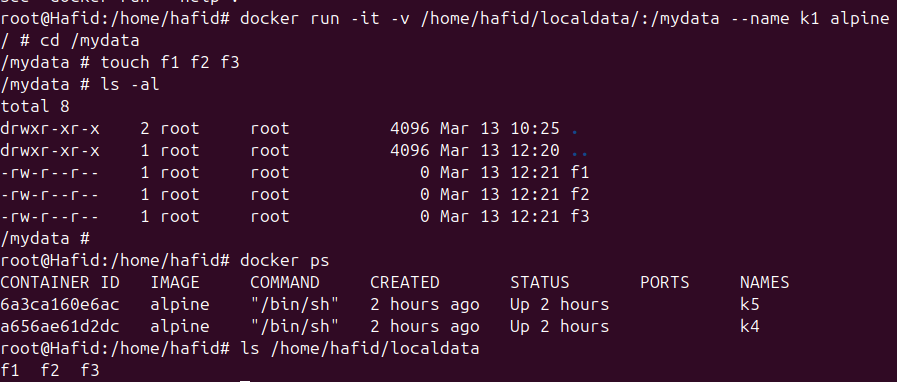 root@Hafid:/home/hafid# docker run -it -v /home/hafid/localdata/:/mydata --name k1 alpine
/ # cd /mydata
/mydata # touch f1 f2 f3
/mydata # ls -al
total 8
drwxr-xr-x    2 root     root          4096 Mar 13 10:25 .
drwxr-xr-x    1 root     root          4096 Mar 13 12:20 ..
-rw-r--r--    1 root     root             0 Mar 13 12:21 f1
-rw-r--r--    1 root     root             0 Mar 13 12:21 f2
-rw-r--r--    1 root     root             0 Mar 13 12:21 f3
/mydata #
root@Hafid:/home/hafid# docker ps
CONTAINER ID   IMAGE     COMMAND     CREATED       STATUS       PORTS     NAMES
6a3ca160e6ac   alpine    "/bin/sh"   2 hours ago   Up 2 hours             k5
a656ae61d2dc   alpine    "/bin/sh"   2 hours ago   Up 2 hours             k4
root@Hafid:/home/hafid# ls /home/hafid/localdata
f1  f2  f3